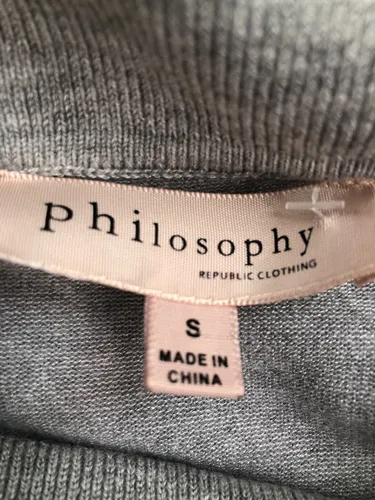 philosophy
REPUBLIC CLOTHING
S
MADE IN
CHINA